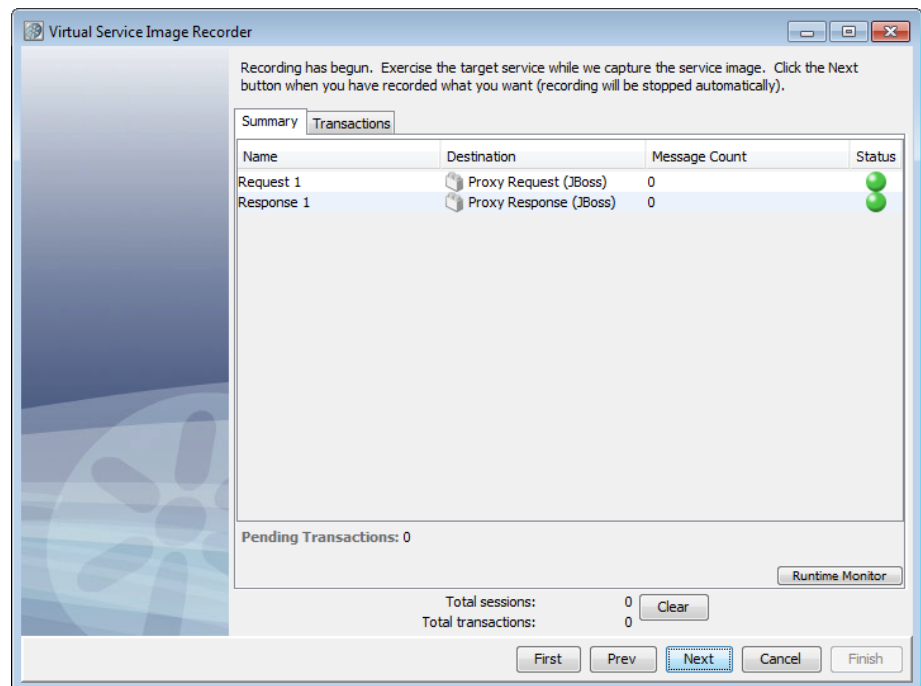 Virtual Service Image Recorder
Recording has begun. Exercise the target service while we capture the service image. Click the Next
button when you have recorded what you want (recording will be stopped automatically).
Summary Transactions
Name Destination Message Count Status
Request 1 Proxy Request (JBoss) 0
Response 1 Proxy Response (JBoss) 0
Pending Transactions: 0
Runtime Monitor
Total sessions: 0 Clear
Total transactions: 0
First Prev Next Cancel Finish